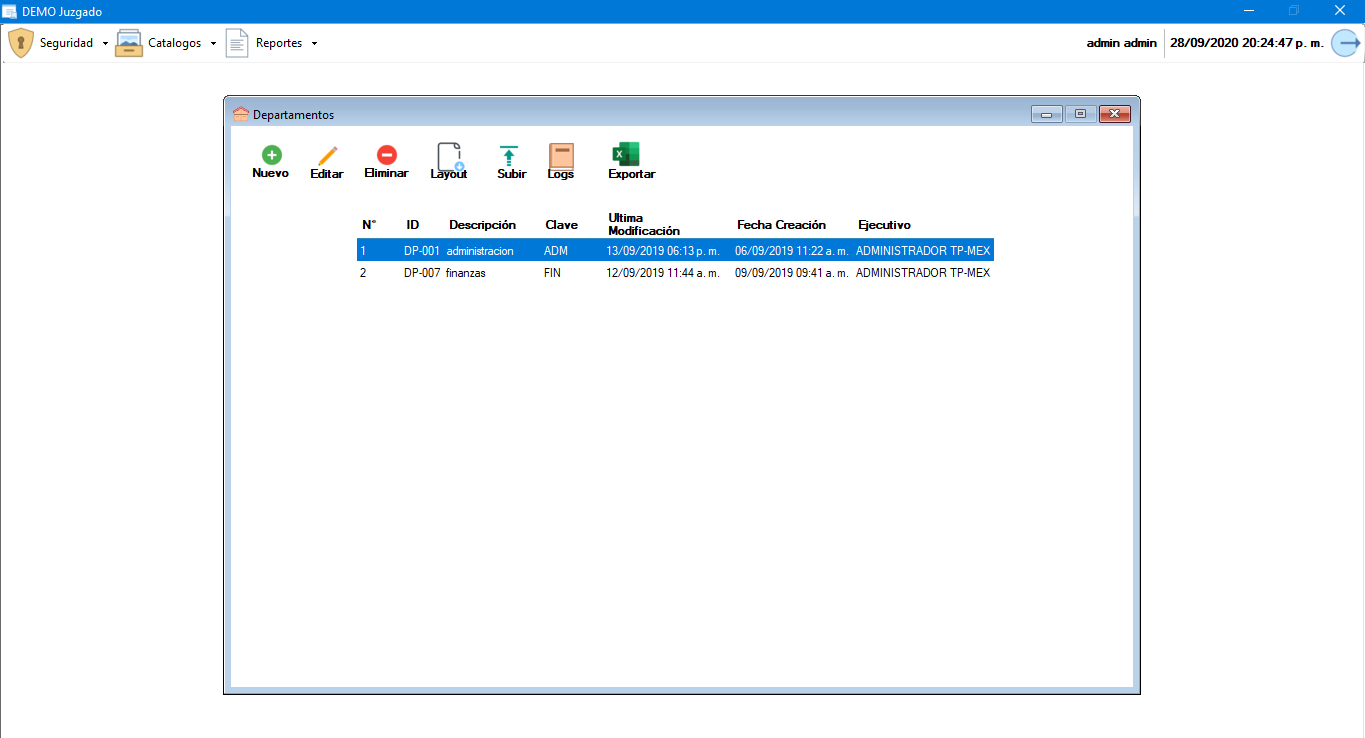 DEMO Juzgado
Seguridad Catalogos Reportes admin admin 28/09/2020 20:24:47 p. m.
Departamentos
Nuevo Editar Eliminar Layout Subir Logs Exportar
N° ID Descripción Clave Ultima Modificación Fecha Creación Ejecutivo
1 DP-001 administracion ADM 13/09/2019 06:13 p. m. 06/09/2019 11:22 a. m. ADMINISTRADOR TP-MEX
2 DP-007 finanzas FIN 12/09/2019 11:44 a. m. 09/09/2019 09:41 a. m. ADMINISTRADOR TP-MEX